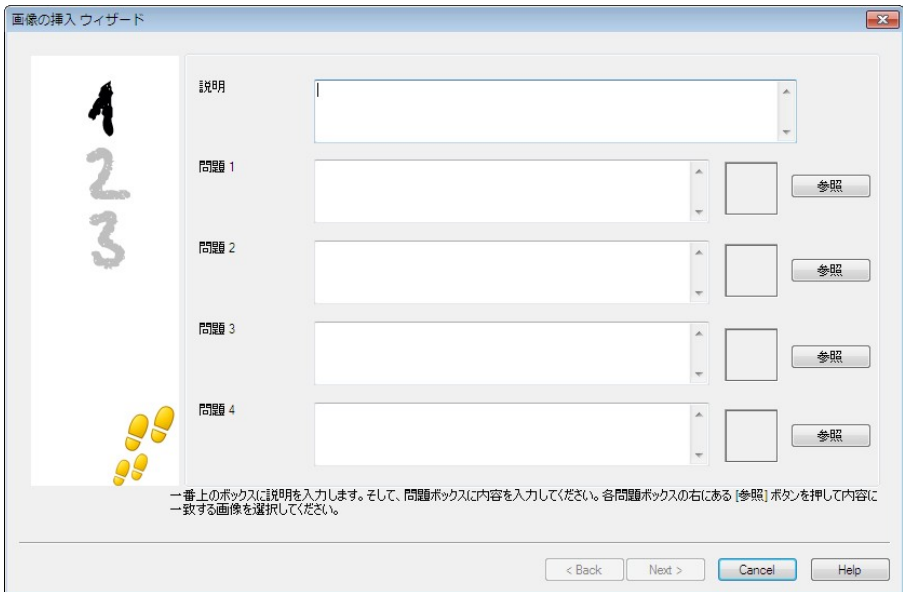 画像の挿入 ウィザード
1
2
3
説明
問題 1
参照
問題 2
参照
問題 3
参照
問題 4
参照
一番上のボックスに説明を入力します。そして、問題ボックスに内容を入力してください。各問題ボックスの右にある [参照] ボタンを押して内容に
一致する画像を選択してください。
< Back Next > Cancel Help